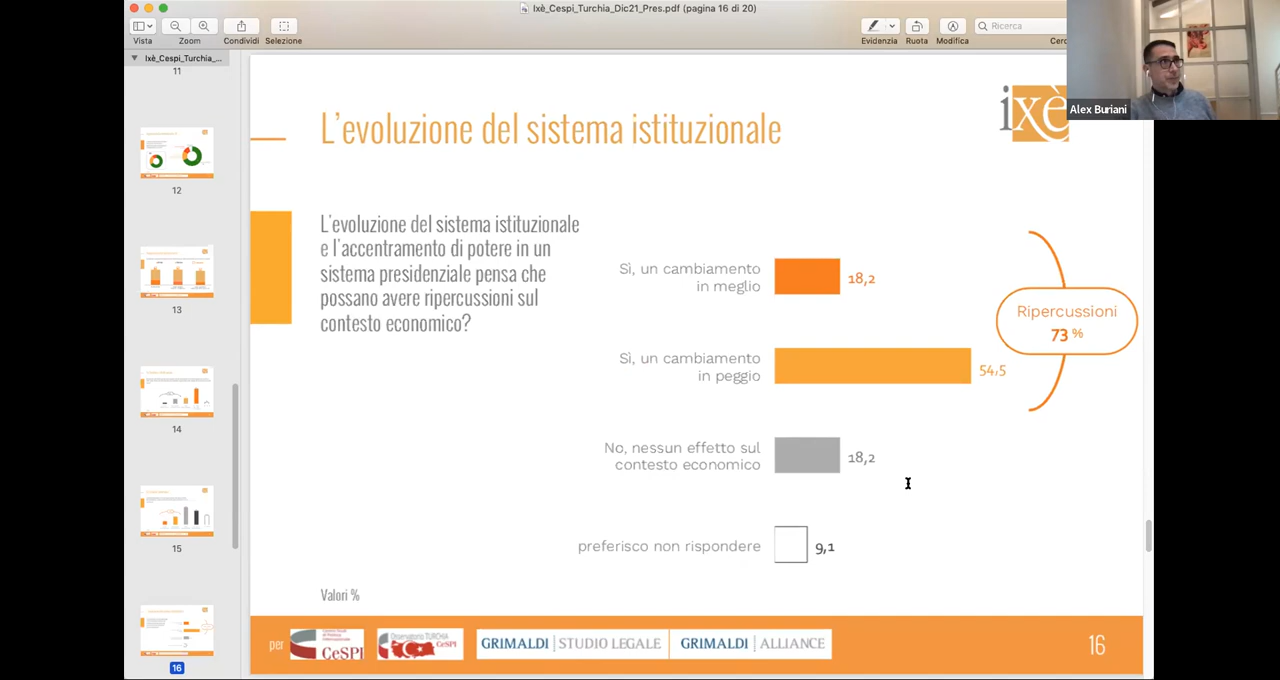 Ixè_Cespi_Turchia_Dic21_Pres.pdf (pagina 16 di 20)
Vista
Zoom
Condividi
Selezione
Evidenzia
Ruota
Modifica
Ricerca
Ixè_Cespi_Turchia_...
11
12
13
14
15
16
Alex Buriani
ixè
L'evoluzione del sistema istituzionale
L'evoluzione del sistema istituzionale
e l'accentramento di potere in un
sistema presidenziale pensa che
possano avere ripercussioni sul
contesto economico?
Sì, un cambiamento
in meglio
18,2
Sì, un cambiamento
in peggio
54,5
No, nessun effetto sul
contesto economico
18,2
preferisco non rispondere
9,1
Ripercussioni
73 %
Valori %
per
CeSPI
Osservatorio TURCHIA
CeSPI
GRIMALDI | STUDIO LEGALE
GRIMALDI | ALLIANCE
16